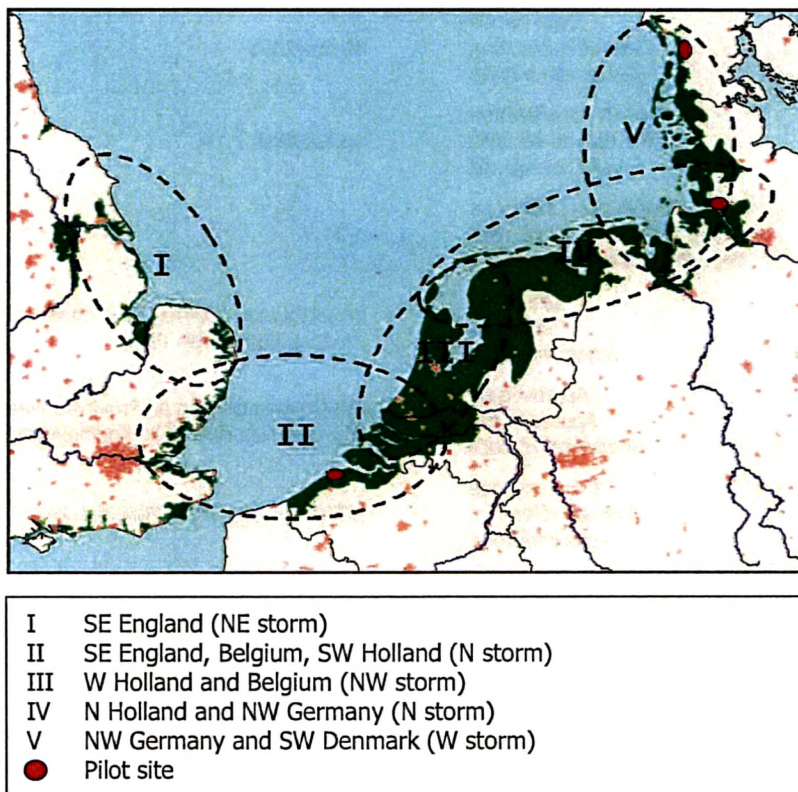 V
I
IV
III
II
I SE England (NE storm)
II SE England, Belgium, SW Holland (N storm)
III W Holland and Belgium (NW storm)
IV N Holland and NW Germany (N storm)
V NW Germany and SW Denmark (W storm)
Pilot site